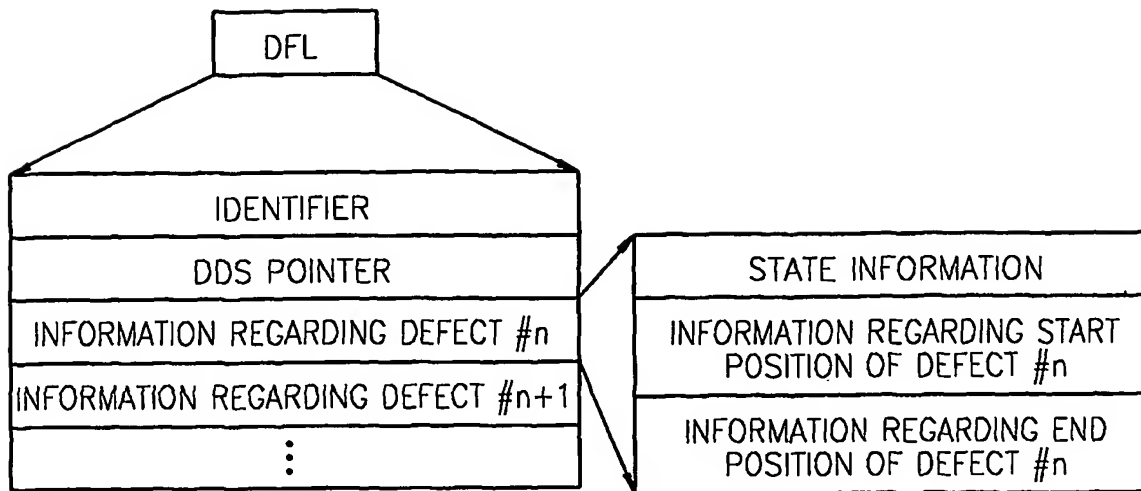 DFL
IDENTIFIER
DDS POINTER
INFORMATION REGARDING DEFECT #n
INFORMATION REGARDING DEFECT #n+1
⋮
STATE INFORMATION
INFORMATION REGARDING START
POSITION OF DEFECT #n
INFORMATION REGARDING END
POSITION OF DEFECT #n